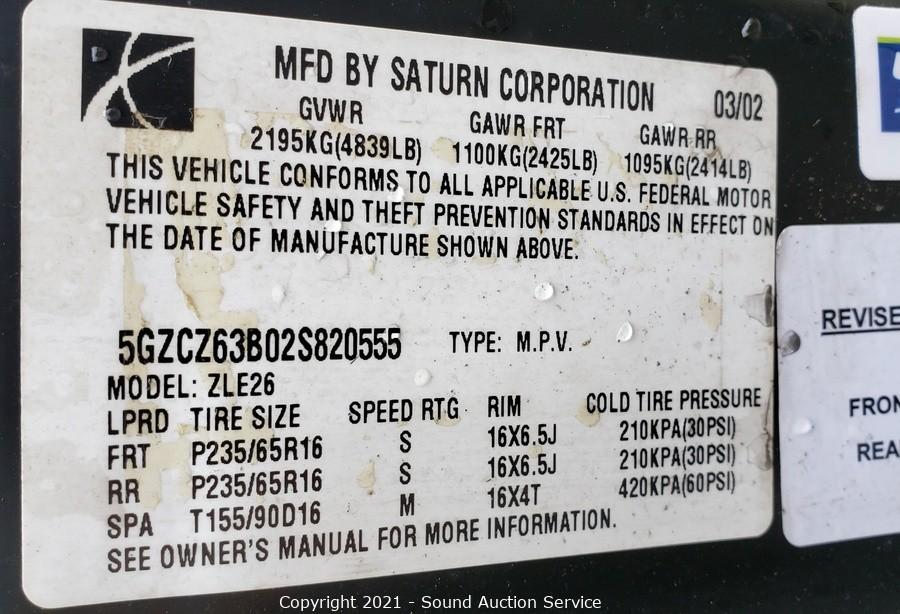 MFD BY SATURN CORPORATION 03/02
GVWR GAWR FRT GAWR RR
2195KG(4839LB) 1100KG(2425LB) 1095KG(2414LB)
THIS VEHICLE CONFORMS TO ALL APPLICABLE U.S. FEDERAL MOTOR
VEHICLE SAFETY AND THEFT PREVENTION STANDARDS IN EFFECT ON
THE DATE OF MANUFACTURE SHOWN ABOVE.
5GZCZ63B02S820555 TYPE: M.P.V.
MODEL: ZLE26
LPRD TIRE SIZE SPEED RTG RIM COLD TIRE PRESSURE
FRT P235/65R16 S 16X6.5J 210KPA(30PSI)
RR P235/65R16 S 16X6.5J 210KPA(30PSI)
SPA T155/90D16 M 16X4T 420KPA(60PSI)
SEE OWNER'S MANUAL FOR MORE INFORMATION.
REVISE
FRON
REA
Copyright 2021 - Sound Auction Service